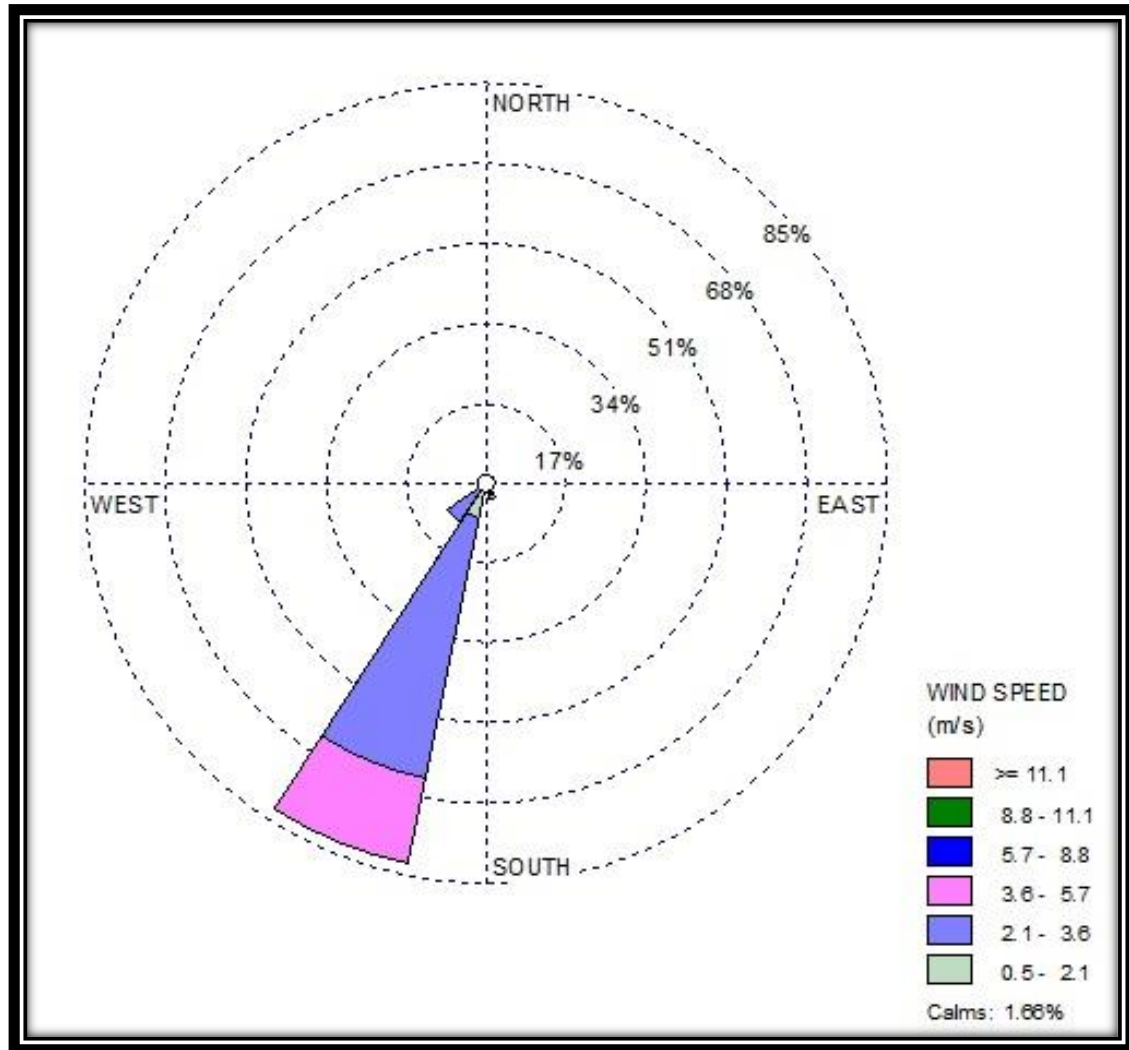 NORTH
85%
68%
51%
34%
17%
WEST
EAST
SOUTH
WIND SPEED
(m/s)
>= 11.1
8.8 - 11.1
5.7 - 8.8
3.6 - 5.7
2.1 - 3.6
0.5 - 2.1
Calms: 1.66%